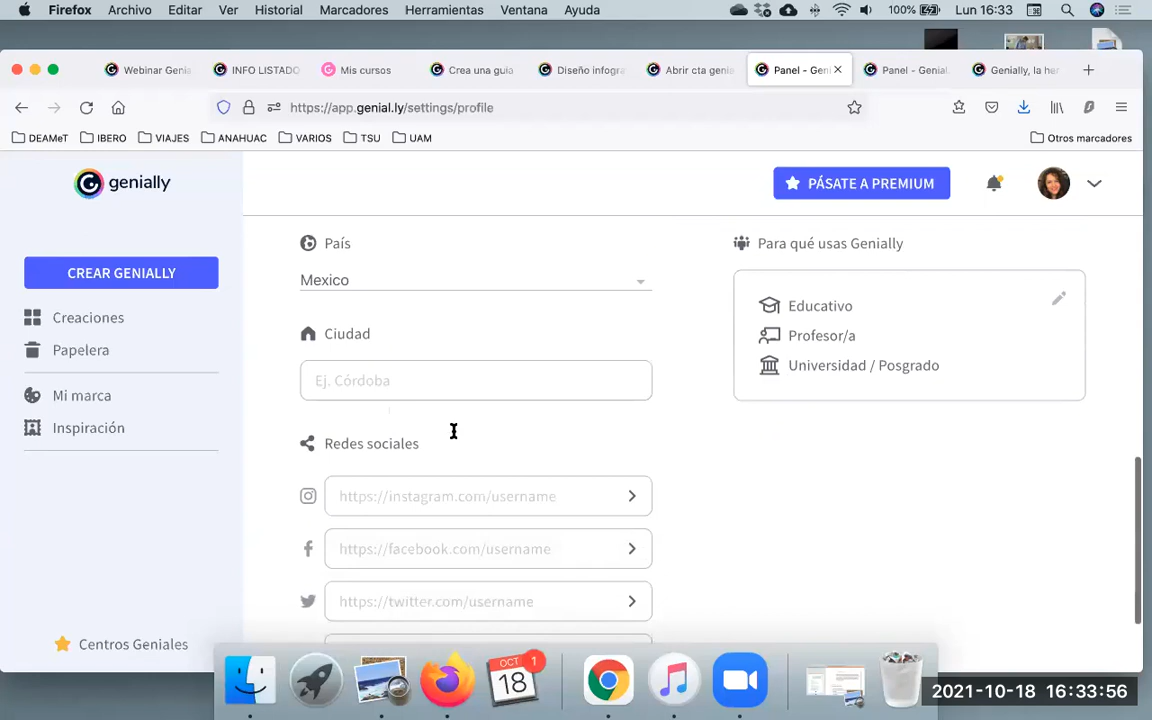 Firefox Archivo Editar Ver Historial Marcadores Herramientas Ventana Ayuda 100% Lun 16:33
Webinar Genia INFO LISTADO Mis cursos Crea una guía Diseño infogra Abrir cta genia Panel - Geni Panel - Genial. Genially, la her
https://app.genial.ly/settings/profile
DEAMeT IBERO VIAJES ANAHUAC VARIOS TSU UAM Otros marcadores
genially
PÁSATE A PREMIUM
País
Para qué usas Genially
CREAR GENIALLY
Mexico
Educativo
Creaciones
Ciudad
Profesor/a
Papelera
Universidad / Posgrado
Ej. Córdoba
Mi marca
Inspiración
Redes sociales
https://instagram.com/username
https://facebook.com/username
https://twitter.com/username
Centros Geniales
OCT 1
18
2021-10-18 16:33:56